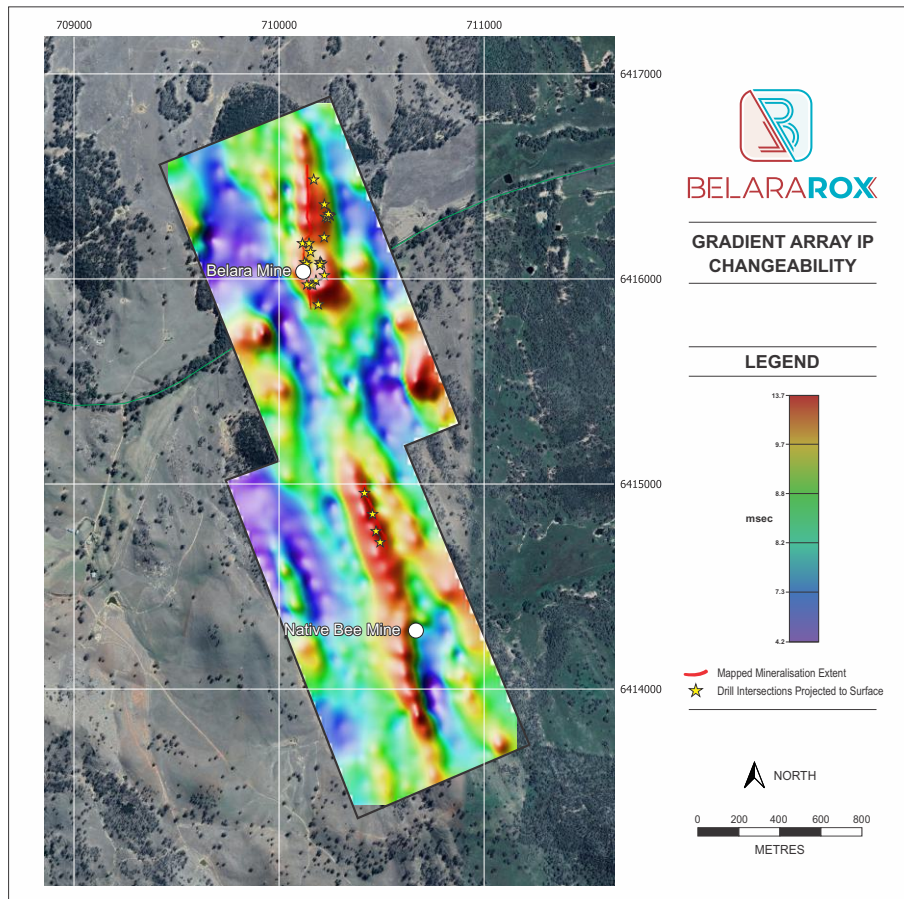 709000
710000
711000
6417000
6416000
6415000
6414000
Belara Mine
Native Bee Mine
BELARAROX
GRADIENT ARRAY IP
CHANGEABILITY
LEGEND
13.7
9.7
8.8
msec
8.2
7.3
4.2
Mapped Mineralisation Extent
Drill Intersections Projected to Surface
NORTH
0 200 400 600 800
METRES